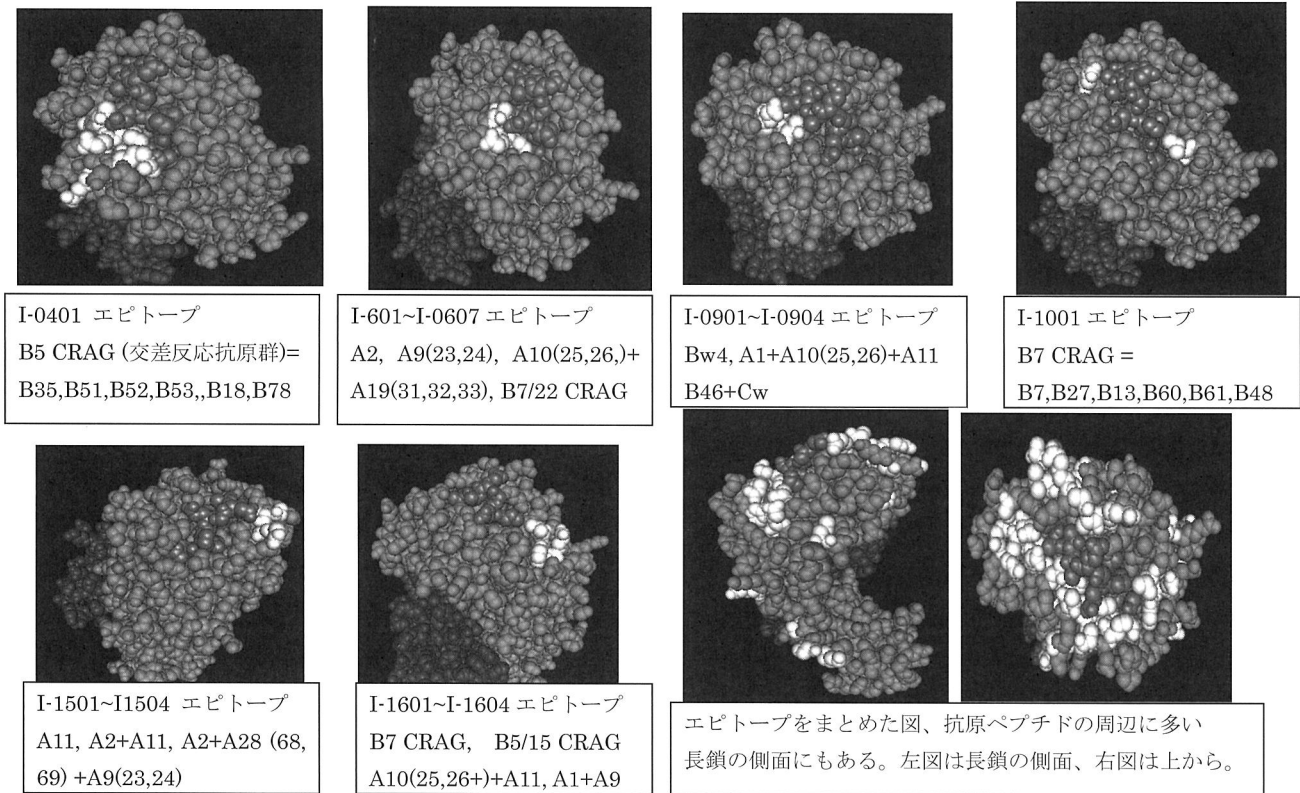 I-0401 エピトープ
B5 CRAG (交差反応抗原群)=
B35,B51,B52,B53,,B18,B78
I-601~I-0607 エピトープ
A2, A9(23,24), A10(25,26,)+
A19(31,32,33), B7/22 CRAG
I-0901~I-0904 エピトープ
Bw4, A1+A10(25,26)+A11
B46+Cw
I-1001 エピトープ
B7 CRAG =
B7,B27,B13,B60,B61,B48
I-1501~I1504 エピトープ
A11, A2+A11, A2+A28 (68,
69) +A9(23,24)
I-1601~I-1604 エピトープ
B7 CRAG, B5/15 CRAG
A10(25,26+)+A11, A1+A9
エピトープをまとめた図、抗原ペプチドの周辺に多い
長鎖の側面にもある。左図は長鎖の側面、右図は上から。